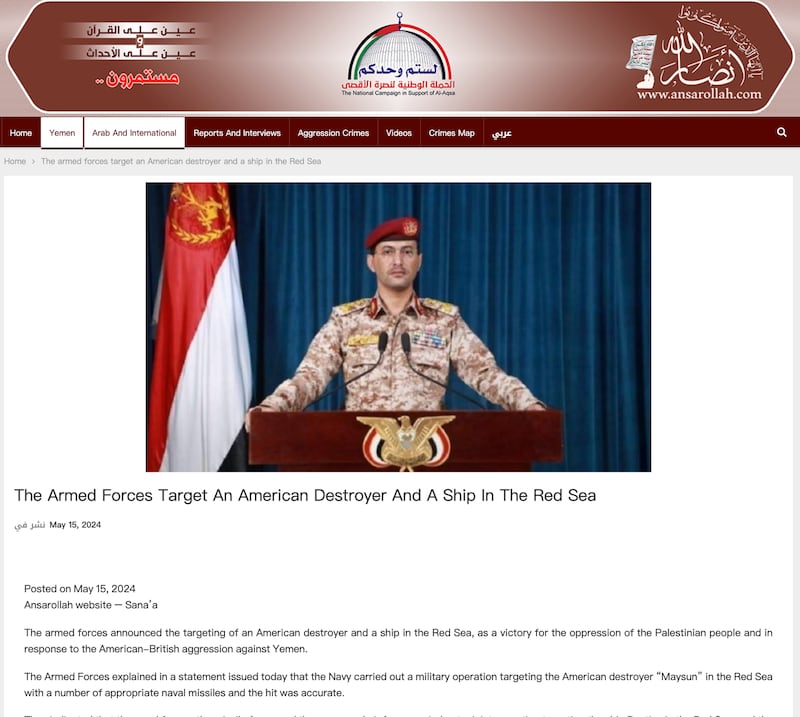 عين على القرآن
و
عين على الأحداث
مستمرون ..
لستم وحدكم
الحملة الوطنية لنصرة الأقصى
The National Campaign in Support of Al-Aqsa
أنصار الله
www.ansarollah.com
Home Yemen Arab And International Reports And Interviews Aggression Crimes Videos Crimes Map عربي
Home > The armed forces target an American destroyer and a ship in the Red Sea
The Armed Forces Target An American Destroyer And A Ship In The Red Sea
نشر في May 15, 2024
Posted on May 15, 2024
Ansarollah website – Sana’a
The armed forces announced the targeting of an American destroyer and a ship in the Red Sea, as a victory for the oppression of the Palestinian people and in
response to the American-British aggression against Yemen.
The Armed Forces explained in a statement issued today that the Navy carried out a military operation targeting the American destroyer “Maysun” in the Red Sea
with a number of appropriate naval missiles and the hit was accurate.